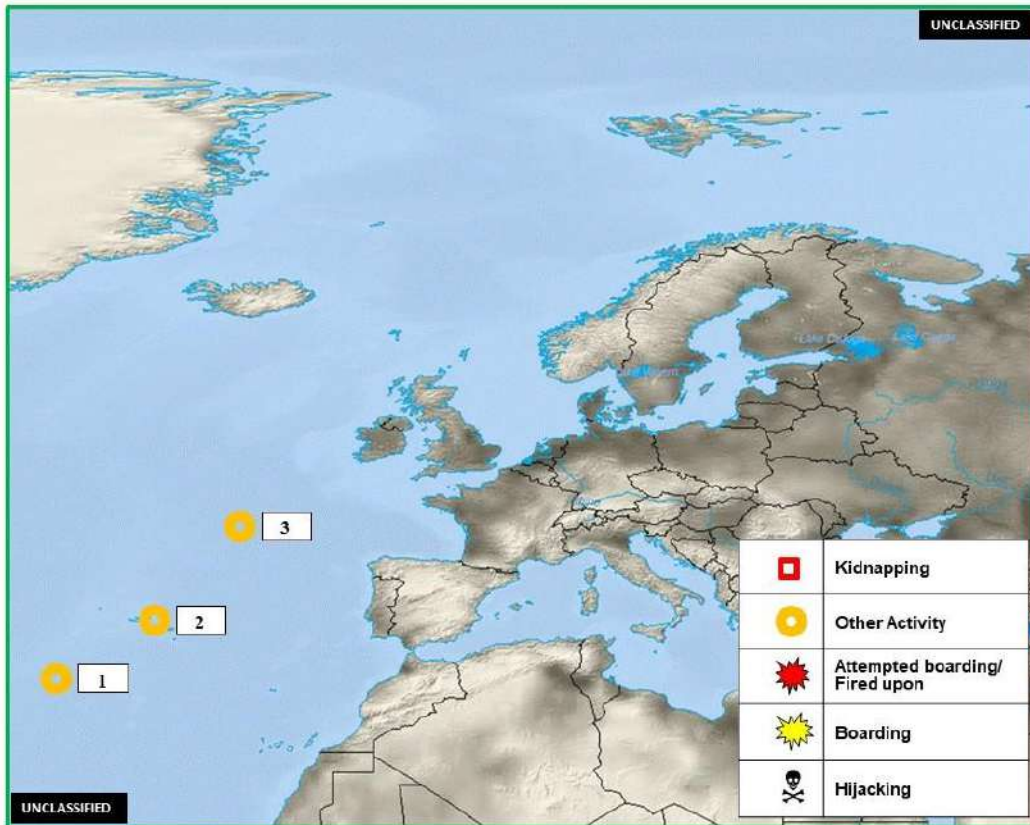 UNCLASSIFIED
3
2
1
Kidnapping
Other Activity
Attempted boarding/
Fired upon
Boarding
Hijacking
UNCLASSIFIED